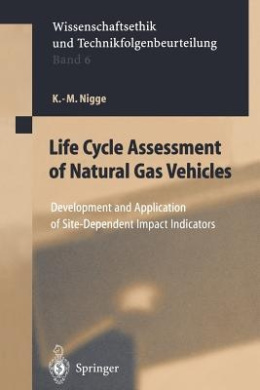 Wissenschaftsethik
und Technikfolgenbeurteilung
Band 6
K.-M. Nigge
Life Cycle Assessment
of Natural Gas Vehicles
Development and Application
of Site-Dependent Impact Indicators
Springer